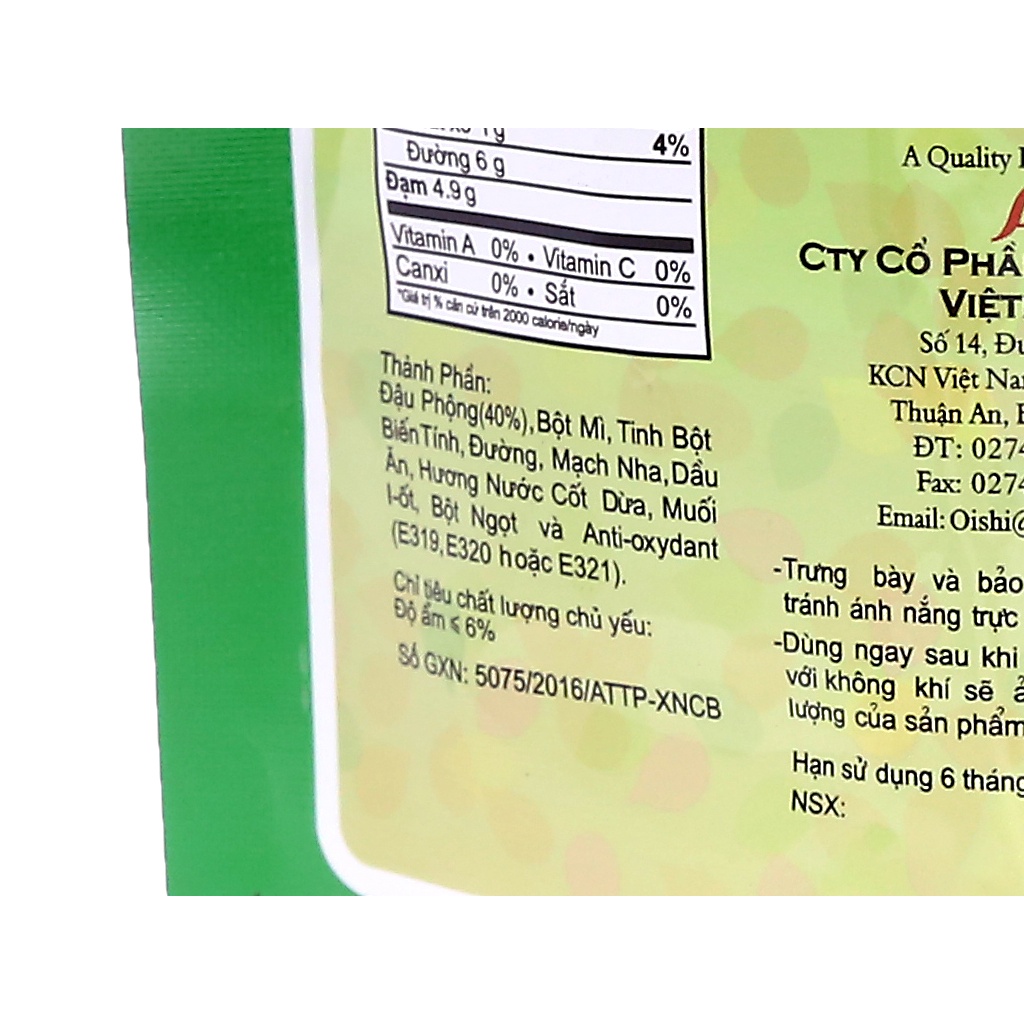 1g
4%
Đường 6 g
Đạm 4.9 g
Vitamin A 0% • Vitamin C 0%
Canxi 0% • Sắt 0%
*Giá trị % căn cứ trên 2000 calorie/ngày
Thành Phần:
Đậu Phộng(40%), Bột Mì, Tinh Bột
Biến Tính, Đường, Mạch Nha, Dầu
Ăn, Hương Nước Cốt Dừa, Muối
I-ốt, Bột Ngọt và Anti-oxydant
(E319, E320 hoặc E321).
Chỉ tiêu chất lượng chủ yếu:
Độ ẩm ≤ 6%
Số GXN: 5075/2016/ATTP-XNCB
A Quality
CTY CỔ PHẦ
VIỆT
Số 14, Đư
KCN Việt Nam
Thuận An,
ĐT: 0274
Fax: 0274
Email: Oishi@
-Trưng bày và bảo
tránh ánh nắng trực
-Dùng ngay sau khi
với không khí sẽ ả
lượng của sản phẩm
Hạn sử dụng 6 tháng
NSX: